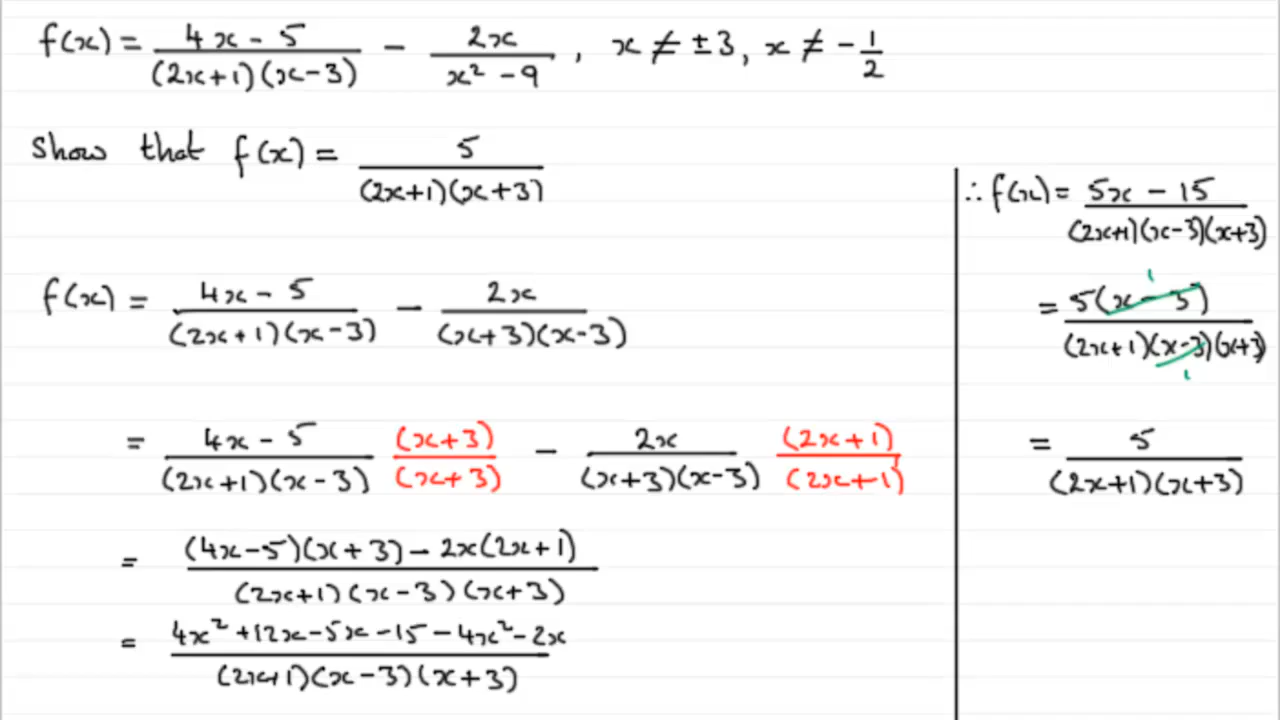 f(x) = (4x - 5)/((2x+1)(x-3)) - 2x/(x² - 9), x ≠ ±3, x ≠ -1/2
Show that f(x) = 5/((2x+1)(x+3))
f(x) = (4x - 5)/((2x+1)(x-3)) - 2x/((x+3)(x-3))
= (4x - 5)/((2x+1)(x-3)) (x+3)/(x+3) - 2x/((x+3)(x-3)) (2x+1)/(2x+1)
= ((4x-5)(x+3) - 2x(2x+1))/((2x+1)(x-3)(x+3))
= (4x² + 12x - 5x - 15 - 4x² - 2x)/((2x+1)(x-3)(x+3))
∴ f(x) = (5x - 15)/((2x+1)(x-3)(x+3))
1
= 5(x - 3)/((2x+1)(x-3)(x+3))
1
= 5/((2x+1)(x+3))